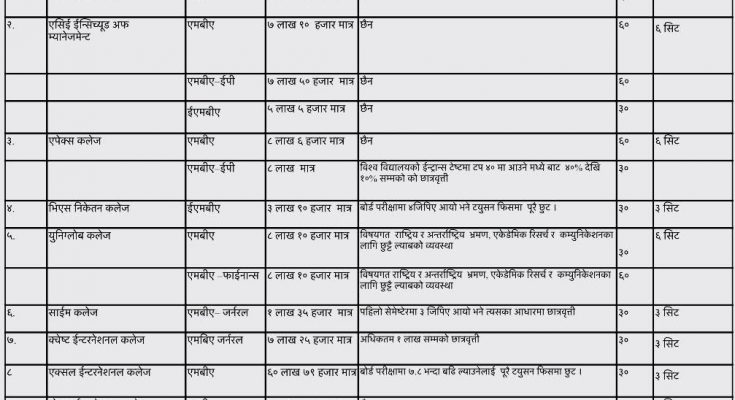 २. एसिई ईन्सिच्यूड अफ एमबीए ७ लाख ९० हजार मात्र छैन ६० ६ सिट
म्यानेजमेन्ट
एमबीए–ईपी ७ लाख ५० हजार मात्र छैन ६०
ईएमबीए ५ लाख ५ हजार मात्र छैन ३०
३. एपेक्स कलेज एमबीए ८ लाख ६ हजार मात्र छैन ६० ६ सिट
एमबीए–ईपी ८ लाख मात्र विश्व विद्यालयको ईन्ट्रान्स टेष्टमा टप ४० मा आउने मध्ये बाट ४०% देखि ३०
१०% सम्मको को छात्रवृत्ती
४. भिएस निकेतन कलेज ईएमबीए ३ लाख ९० हजार मात्र बोर्ड परीक्षामा ४जिपिए आयो भने टयुसन फिसमा पूरै छुट । ३० ३ सिट
५. युनिग्लोब कलेज एमबीए ८ लाख १० हजार मात्र विषयगत राष्ट्रिय र अन्तर्राष्ट्रिय भ्रमण, एकेडेमिक रिसर्च र कम्युनिकेशनका ३० ६ सिट
लागि छुट्टै ल्याबको व्यवस्था
एमबीए –फाईनान्स ८ लाख १० हजार मात्र विषयगत राष्ट्रिय र अन्तर्राष्ट्रिय भ्रमण, एकेडेमिक रिसर्च र कम्युनिकेशनका ६०
लागि छुट्टै ल्याबको व्यवस्था
६. साईम कलेज एमबीए– जर्नरल १ लाख ३५ हजार मात्र पहिलो सेमेष्टेरमा ३ जिपिए आयो भने त्यसका आधारमा छात्रवृत्ती ३० ३ सिट
७. क्वेष्ट ईन्टरनेशनल कलेज एमबिए जर्नरल ७ लाख २५ हजार मात्र अधिकतम १ लाख सम्मको छात्रवृत्ती ३० ३ सिट
८ एक्सल ईन्टरनेशनल कलेज एमबीए ६० लाख ७९ हजार मात्र बोर्ड परीक्षामा ७.८ भन्दा बढि ल्याउनेलाई पूरै टयुसन फिसमा छुट । ३० ३ सिट